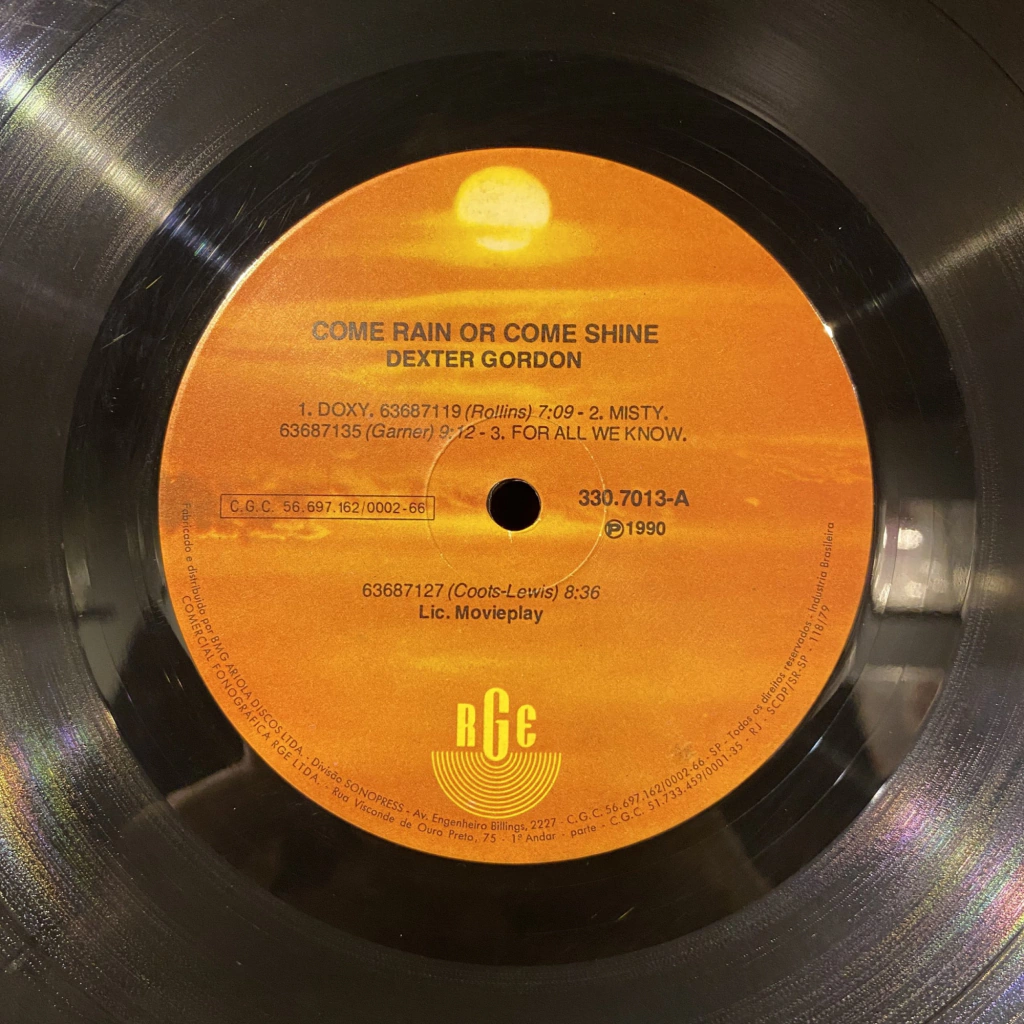 COME RAIN OR COME SHINE
DEXTER GORDON
1. DOXY. 63687119 (Rollins) 7:09 - 2. MISTY.
63687135 (Garner) 9:12 - 3. FOR ALL WE KNOW.
C.G.C. 56.697.162/0002-66
330.7013-A
Ⓟ1990
63687127 (Coots-Lewis) 8:36
Lic. Movieplay
RGE
Fabricado e distribuído por BMG ARIOLA DISCOS LTDA. - Divisão SONOPRESS - Av. Engenheiro Billings, 2227 - C.G.C. 56.697.162/0002-66 - SP - Todos os direitos reservados - Indústria Brasileira
COMERCIAL FONOGRÁFICA RGE LTDA. - Rua Visconde de Ouro Preto, 75 - 1º Andar - parte - C.G.C. 51.733.459/0001-35 - RJ - SCDP/SR-SP - 118/79